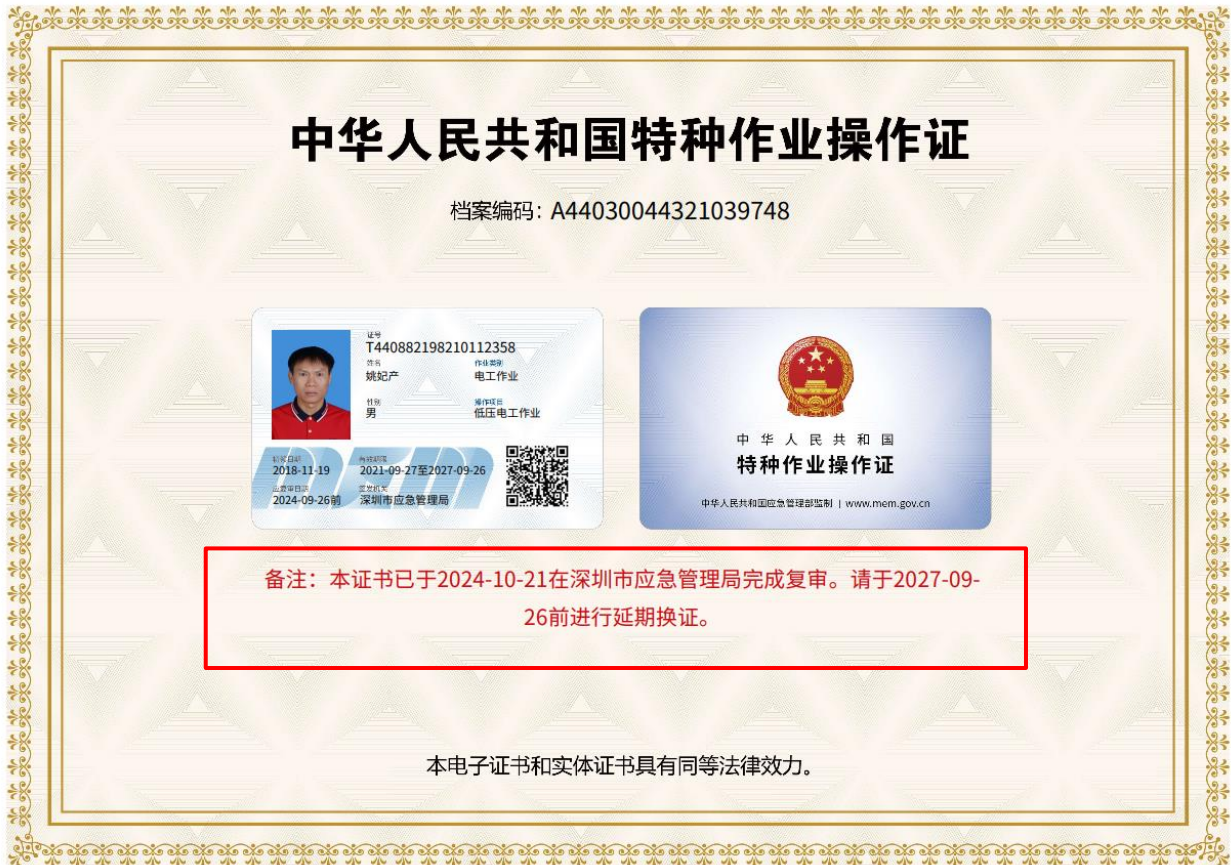 中华人民共和国特种作业操作证
档案编码：A44030044321039748
证号
T440882198210112358
姓名
姚妃产
作业类别
电工作业
性别
男
操作项目
低压电工作业
初领日期
2018-11-19
有效期限
2021-09-27至2027-09-26
应复审日期
2024-09-26前
签发机关
深圳市应急管理局
中华人民共和国
特种作业操作证
中华人民共和国应急管理部监制 | www.mem.gov.cn
备注：本证书已于2024-10-21在深圳市应急管理局完成复审。请于2027-09-
26前进行延期换证。
本电子证书和实体证书具有同等法律效力。